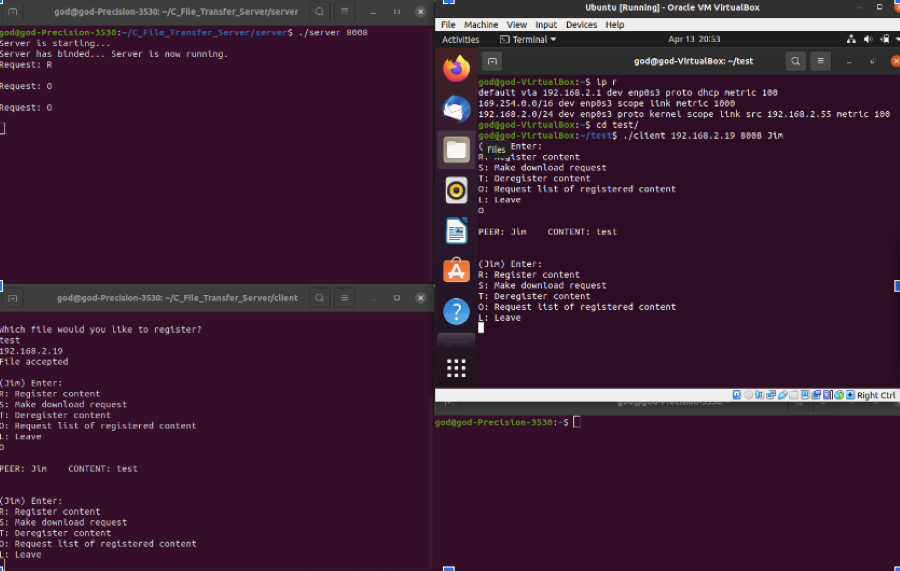 god@god-Precision-3530: ~/C_File_Transfer_Server/server
god@god-Precision-3530:~/C_File_Transfer_Server/server$ ./server 8008
Server is starting...
Server has binded... Server is now running.
Request: R
Request: O
Request: O
Ubuntu [Running] - Oracle VM VirtualBox
File Machine View Input Devices Help
Activities Terminal Apr 13 20:53
god@god-VirtualBox: ~/test
god@god-VirtualBox:~$ ip r
default via 192.168.2.1 dev enp0s3 proto dhcp metric 100
169.254.0.0/16 dev enp0s3 scope link metric 1000
192.168.2.0/24 dev enp0s3 proto kernel scope link src 192.168.2.55 metric 100
god@god-VirtualBox:~$ cd test/
god@god-VirtualBox:~/test$ ./client 192.168.2.19 8008 Jim
( Enter:
Files
R: Register content
S: Make download request
T: Deregister content
O: Request list of registered content
L: Leave
O
PEER: Jim CONTENT: test
(Jim) Enter:
R: Register content
S: Make download request
T: Deregister content
O: Request list of registered content
L: Leave
Right Ctrl
god@god-Precision-3530: ~/C_File_Transfer_Server/client
Which file would you like to register?
test
192.168.2.19
File accepted
(Jim) Enter:
R: Register content
S: Make download request
T: Deregister content
O: Request list of registered content
L: Leave
O
PEER: Jim CONTENT: test
(Jim) Enter:
R: Register content
S: Make download request
T: Deregister content
O: Request list of registered content
L: Leave
god@god-Precision-3530:~$